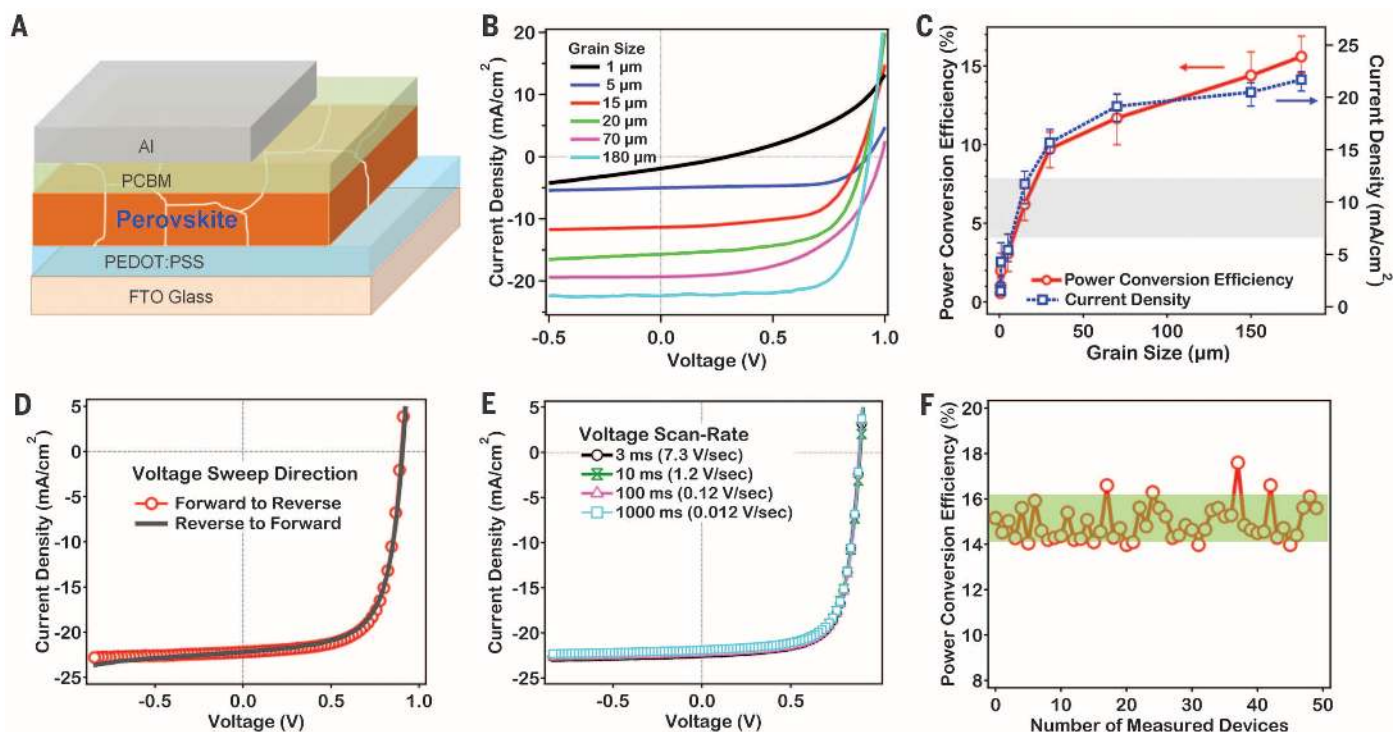 A
Al
PCBM
Perovskite
PEDOT:PSS
FTO Glass
B
Grain Size
1 µm
5 µm
15 µm
20 µm
70 µm
180 µm
20
10
0
-10
-20
Current Density (mA/cm²)
-0.5
0.0
0.5
1.0
Voltage (V)
C
Power Conversion Efficiency (%)
15
10
5
0
25
20
15
10
5
0
Current Density (mA/cm²)
Power Conversion Efficiency
Current Density
0
50
100
150
Grain Size (µm)
D
5
0
-5
-10
-15
-20
-25
Current Density (mA/cm²)
Voltage Sweep Direction
Forward to Reverse
Reverse to Forward
-0.5
0.0
0.5
1.0
Voltage (V)
E
5
0
-5
-10
-15
-20
-25
Current Density (mA/cm²)
Voltage Scan-Rate
3 ms (7.3 V/sec)
10 ms (1.2 V/sec)
100 ms (0.12 V/sec)
1000 ms (0.012 V/sec)
-0.5
0.0
0.5
Voltage (V)
F
Power Conversion Efficiency (%)
20
18
16
14
12
10
8
0
10
20
30
40
50
Number of Measured Devices